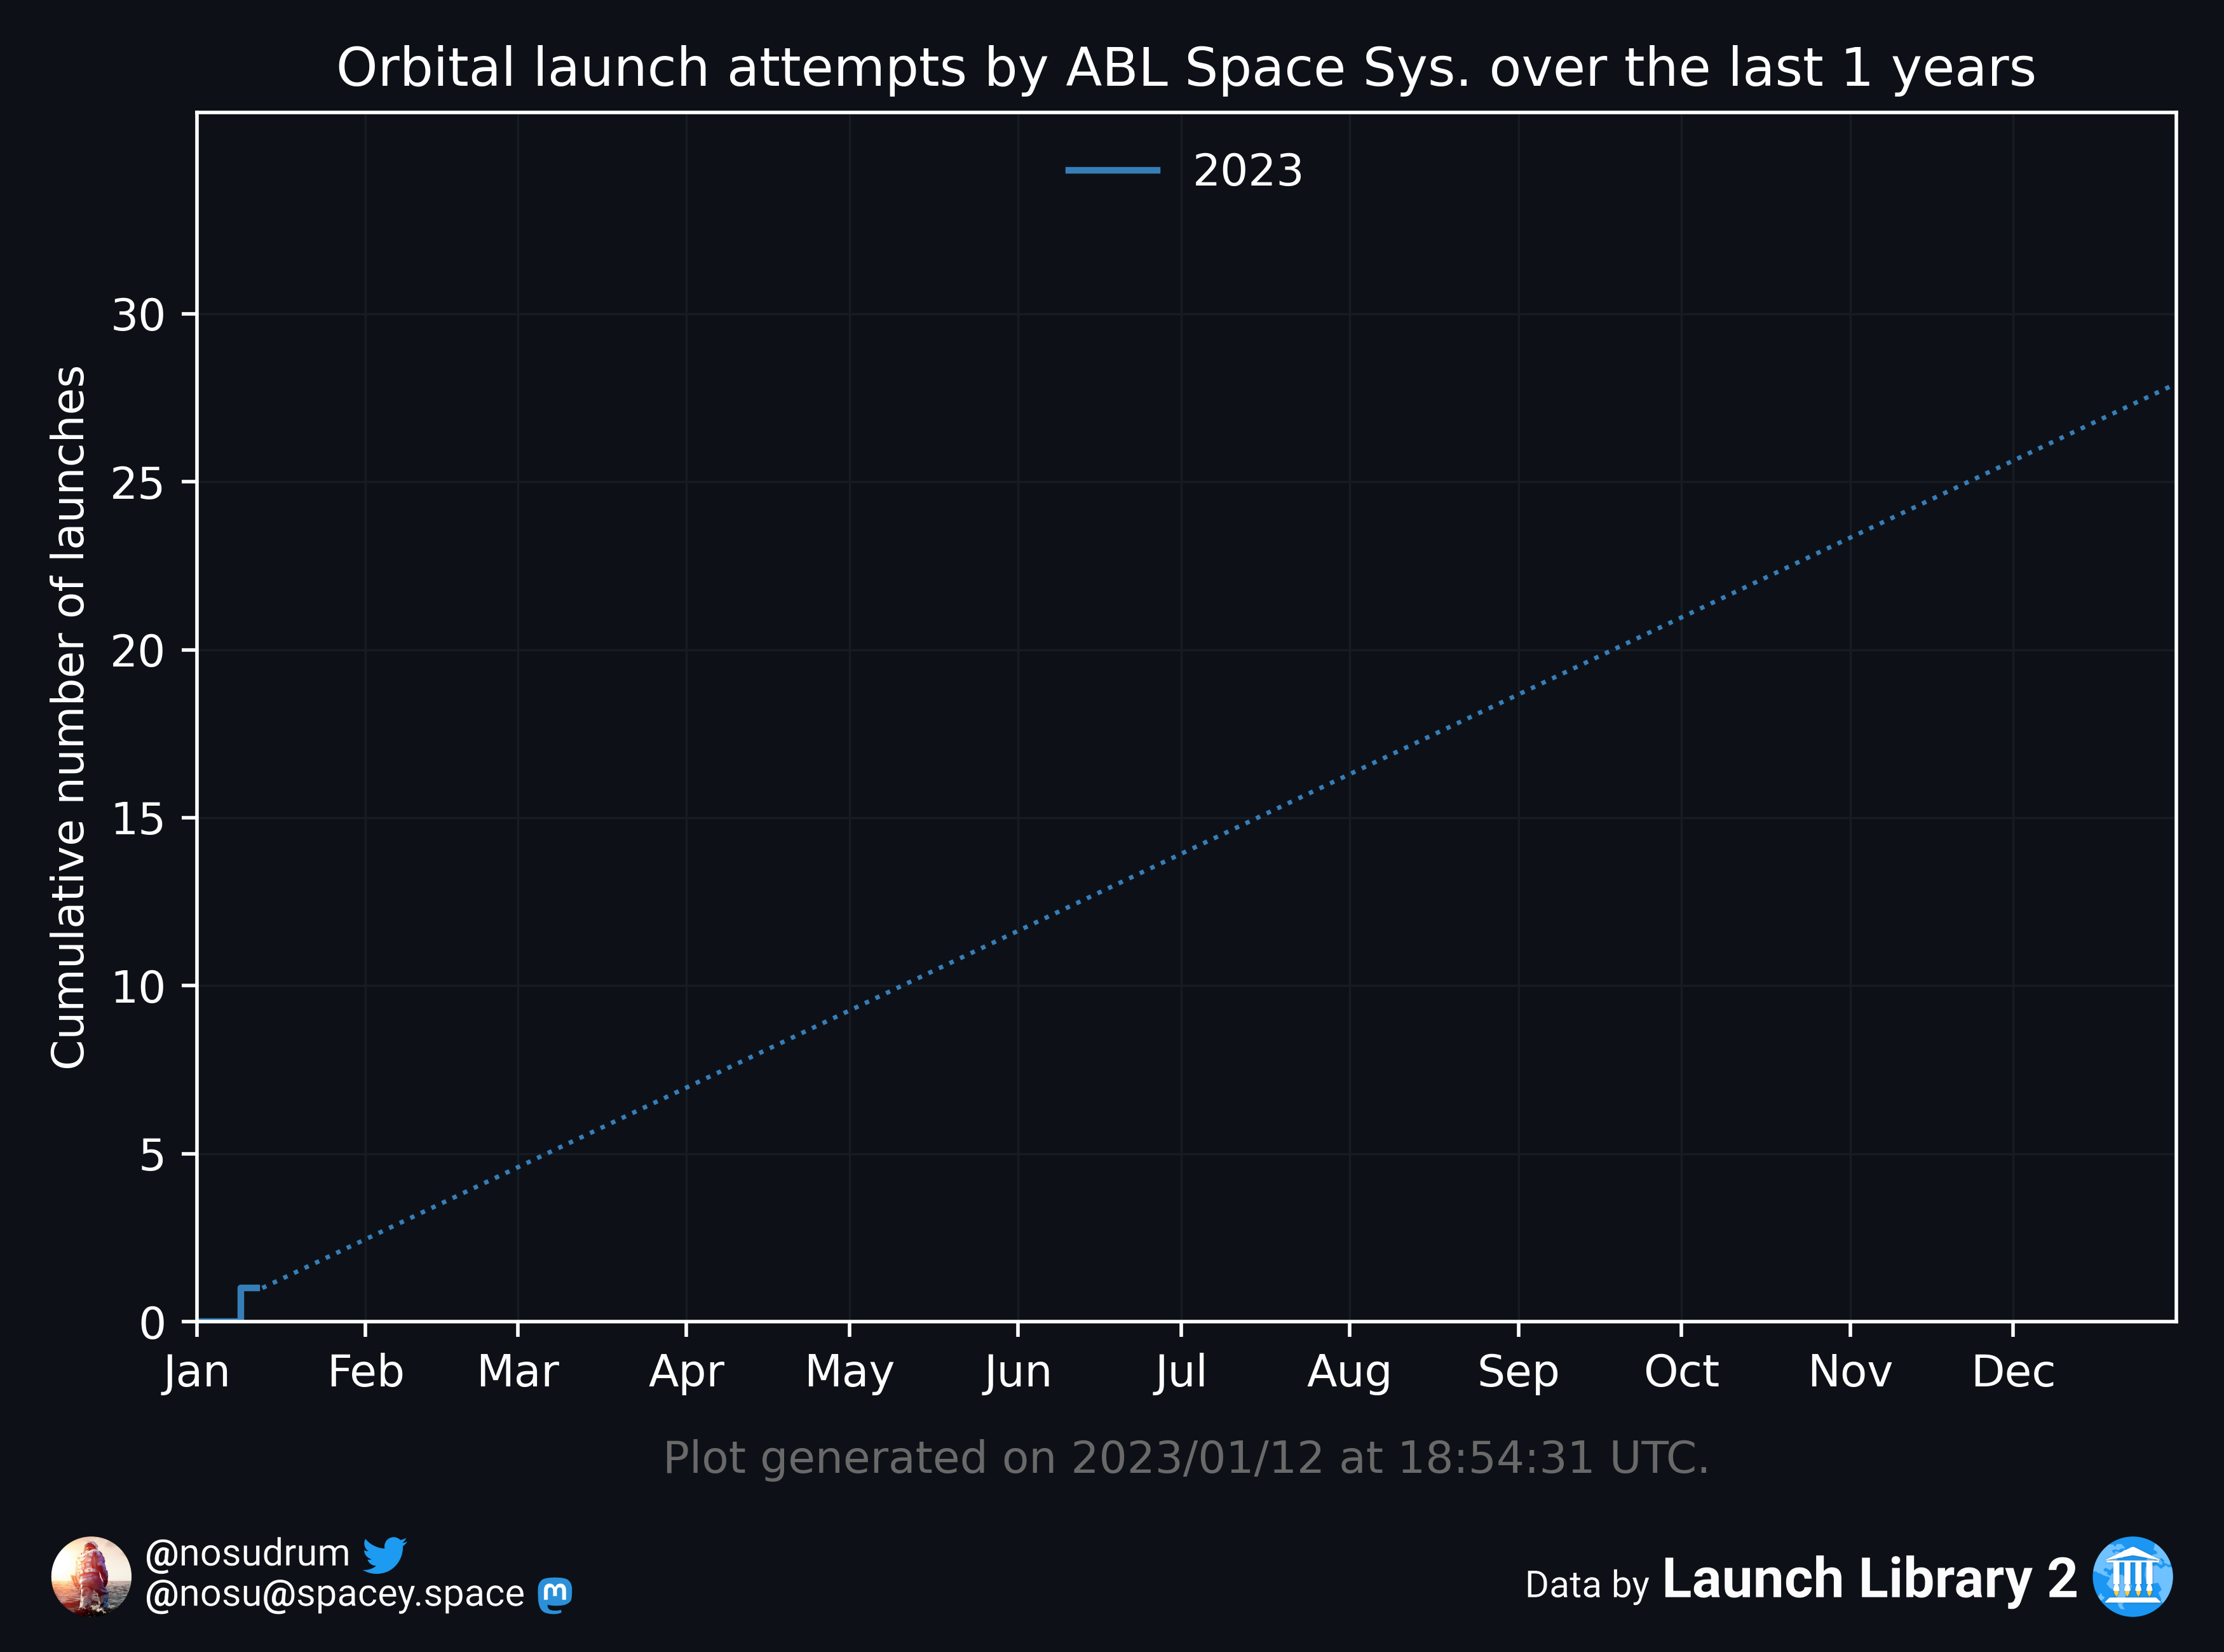 Orbital launch attempts by ABL Space Sys. over the last 1 years
2023
Cumulative number of launches
30
25
20
15
10
5
0
Jan Feb Mar Apr May Jun Jul Aug Sep Oct Nov Dec
Plot generated on 2023/01/12 at 18:54:31 UTC.
@nosudrum
@nosu@spacey.space
Data by Launch Library 2